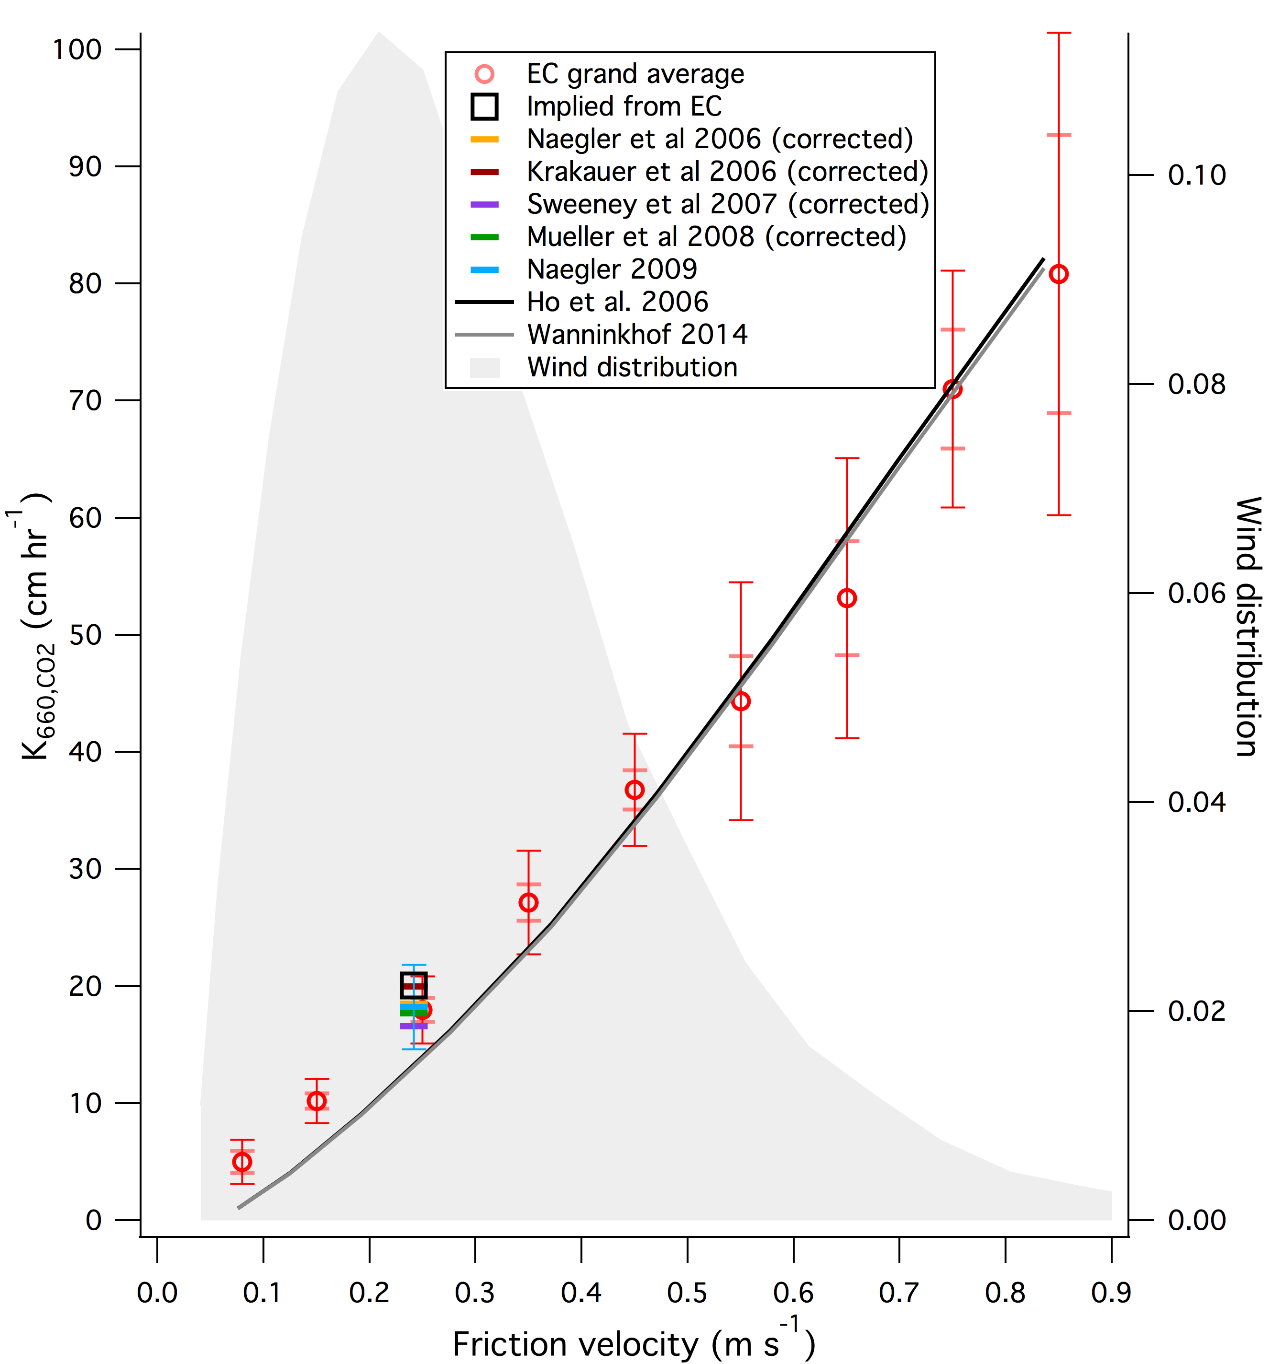 EC grand average
Implied from EC
Naegler et al 2006 (corrected)
Krakauer et al 2006 (corrected)
Sweeney et al 2007 (corrected)
Mueller et al 2008 (corrected)
Naegler 2009
Ho et al. 2006
Wanninkhof 2014
Wind distribution
100
90
80
70
60
50
40
30
20
10
0
K660,CO2 (cm hr-1)
0.10
0.08
0.06
0.04
0.02
0.00
Wind distribution
0.0 0.1 0.2 0.3 0.4 0.5 0.6 0.7 0.8 0.9
Friction velocity (m s-1)